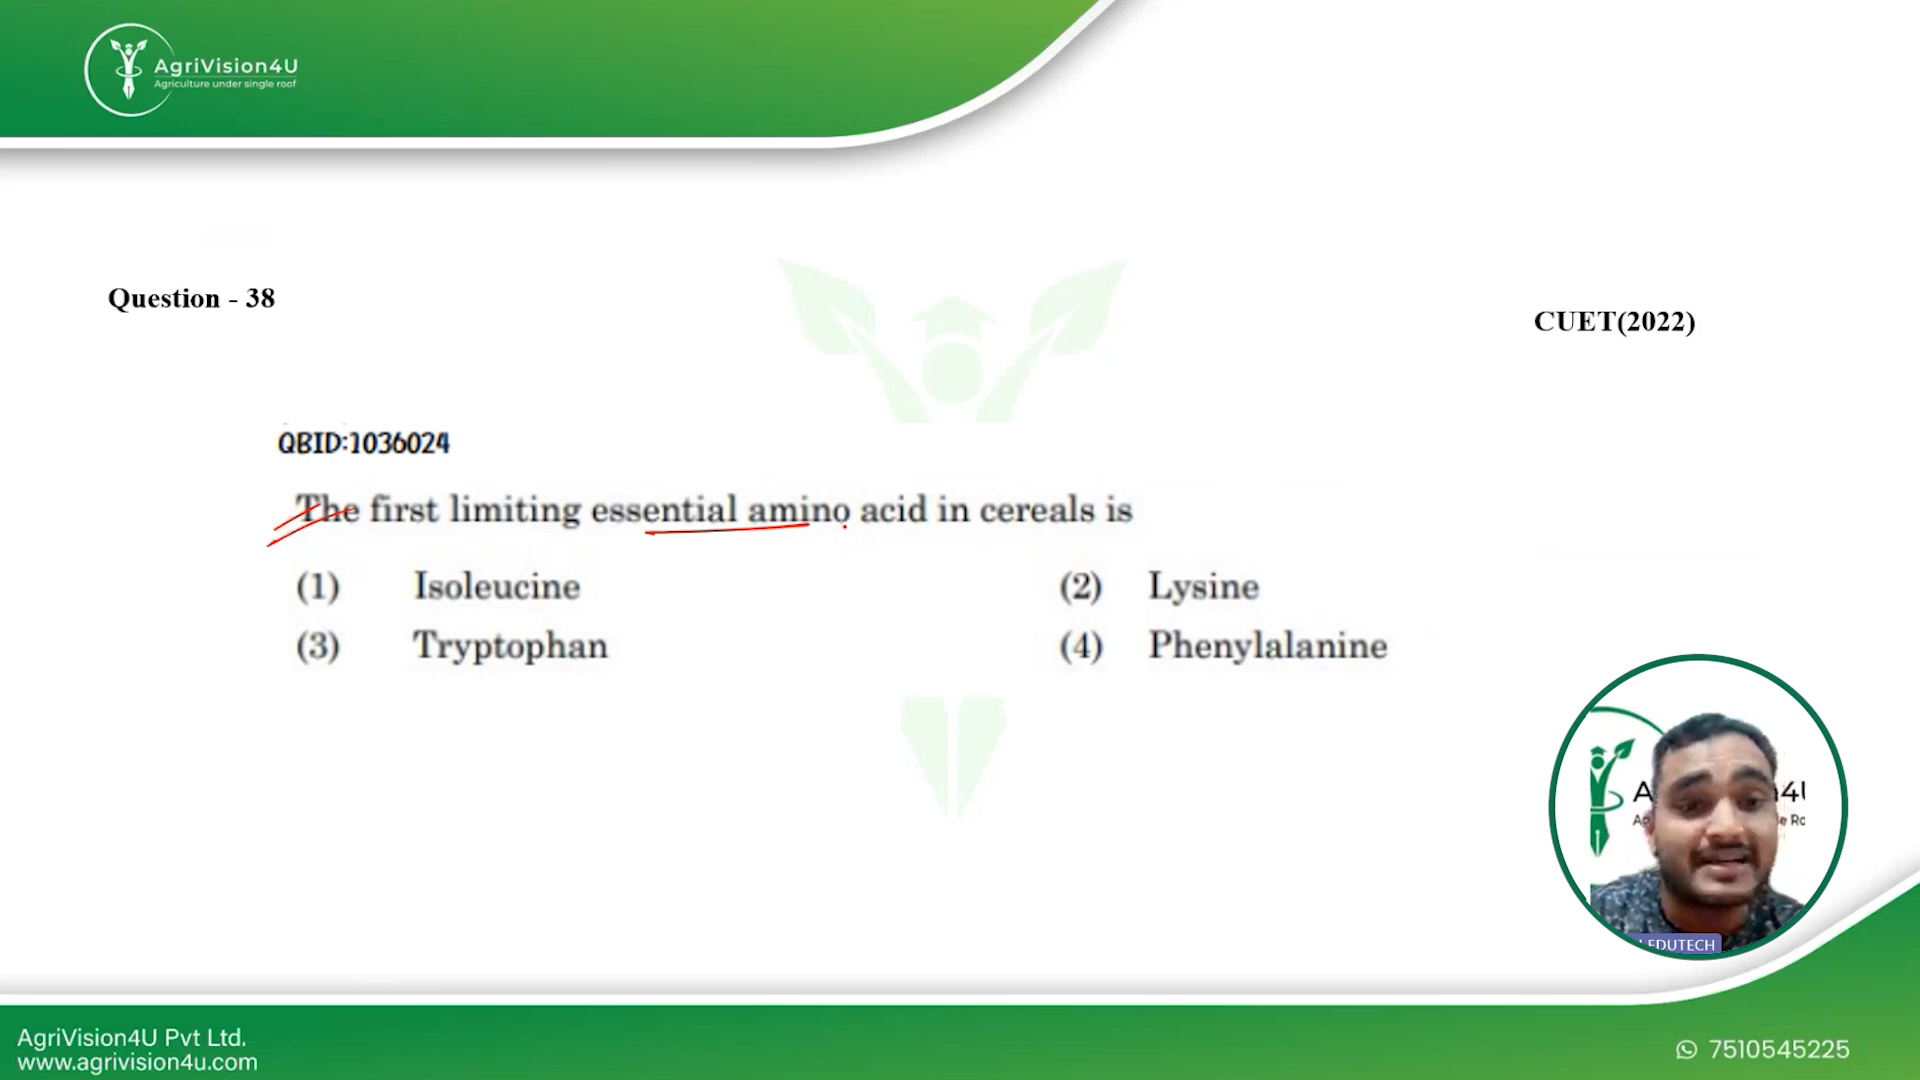 AgriVision4U
Agriculture under single roof
Question - 38
CUET(2022)
QBID:1036024
The first limiting essential amino acid in cereals is
(1) Isoleucine (2) Lysine
(3) Tryptophan (4) Phenylalanine
EDUTECH
AgriVision4U Pvt Ltd.
www.agrivision4u.com
7510545225